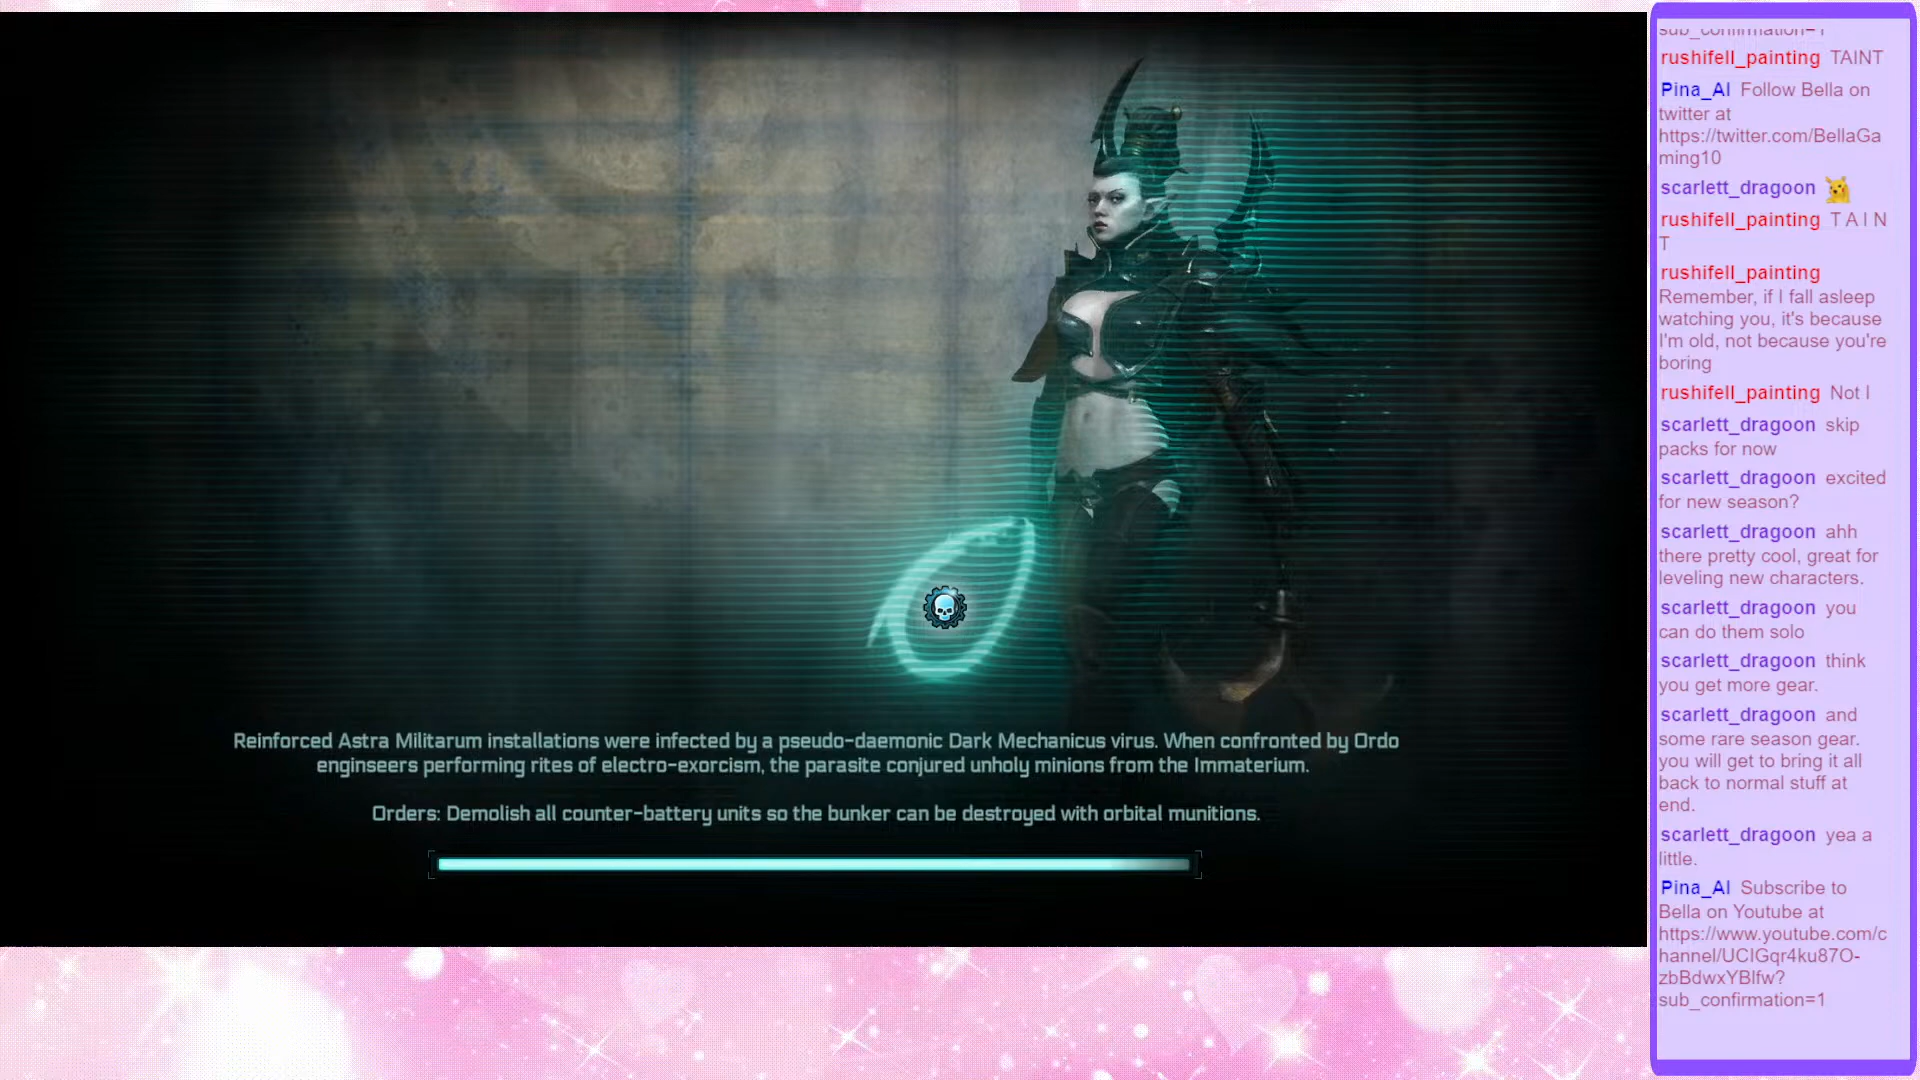 Reinforced Astra Militarum installations were infected by a pseudo-daemonic Dark Mechanicus virus. When confronted by Ordo
engineers performing rites of electro-exorcism, the parasite conjured unholy minions from the Immaterium.
Orders: Demolish all counter-battery units so the bunker can be destroyed with orbital munitions.
sub_confirmation=1
rushifell_painting TAINT
Pina_AI Follow Bella on
twitter at
https://twitter.com/BellaGa
ming10
scarlett_dragoon
rushifell_painting T A I N
T
rushifell_painting
Remember, if I fall asleep
watching you, it's because
I'm old, not because you're
boring
rushifell_painting Not I
scarlett_dragoon skip
packs for now
scarlett_dragoon excited
for new season?
scarlett_dragoon ahh
there pretty cool, great for
leveling new characters.
scarlett_dragoon you
can do them solo
scarlett_dragoon think
you get more gear.
scarlett_dragoon and
some rare season gear.
you will get to bring it all
back to normal stuff at
end.
scarlett_dragoon yea a
little.
Pina_AI Subscribe to
Bella on Youtube at
https://www.youtube.com/c
hannel/UCIGqr4ku87O-
zbBdwxYBlfw?
sub_confirmation=1